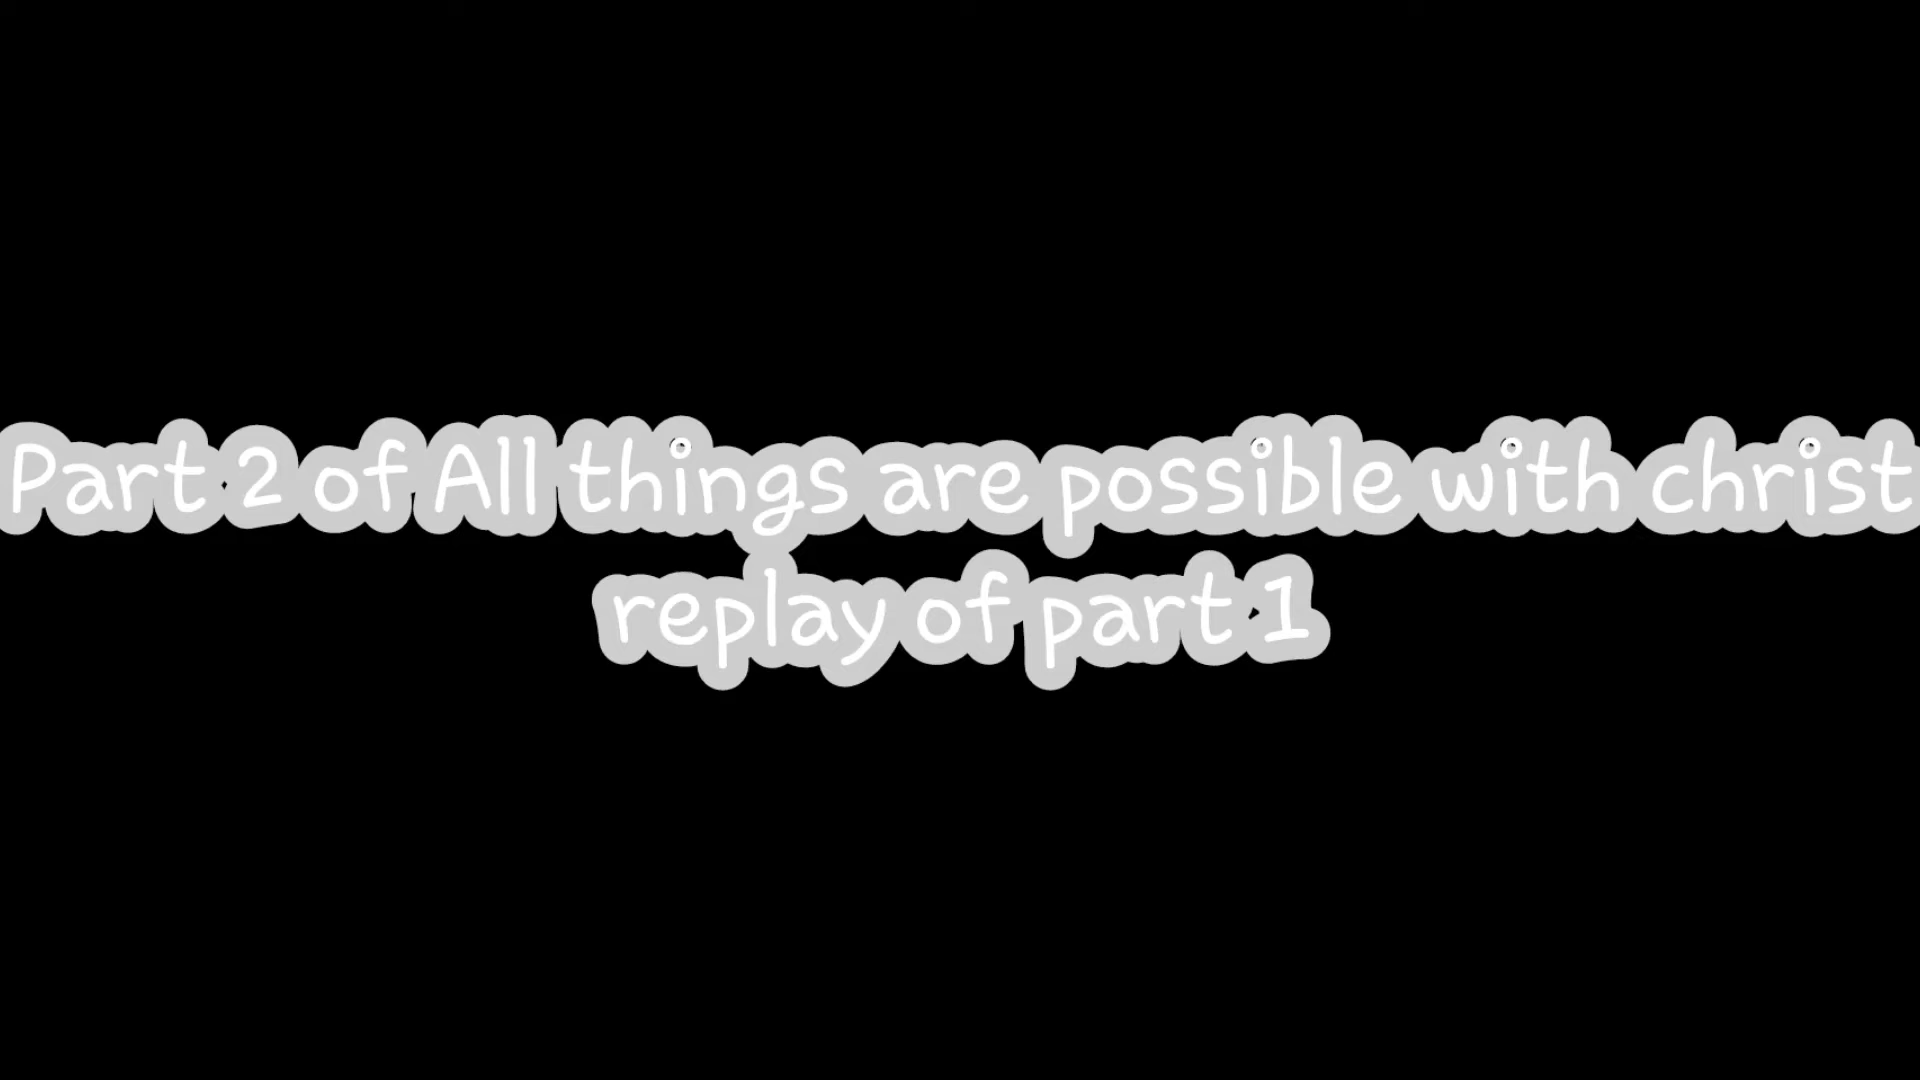 Part 2 of All things are possible with christ
replay of part 1